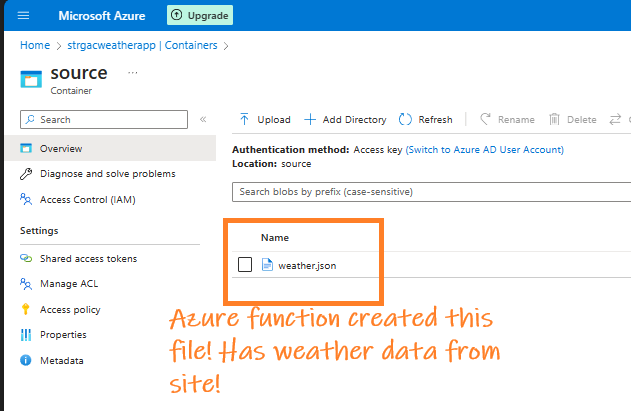 Microsoft Azure
Upgrade
Home > strgacweatherapp | Containers >
source ...
Container
Search
«
Upload
Add Directory
Refresh
Rename
Delete
Overview
Diagnose and solve problems
Access Control (IAM)
Settings
Shared access tokens
Manage ACL
Access policy
Properties
Metadata
Authentication method: Access key (Switch to Azure AD User Account)
Location: source
Search blobs by prefix (case-sensitive)
Name
weather.json
Azure function created this
file! Has weather data from
site!